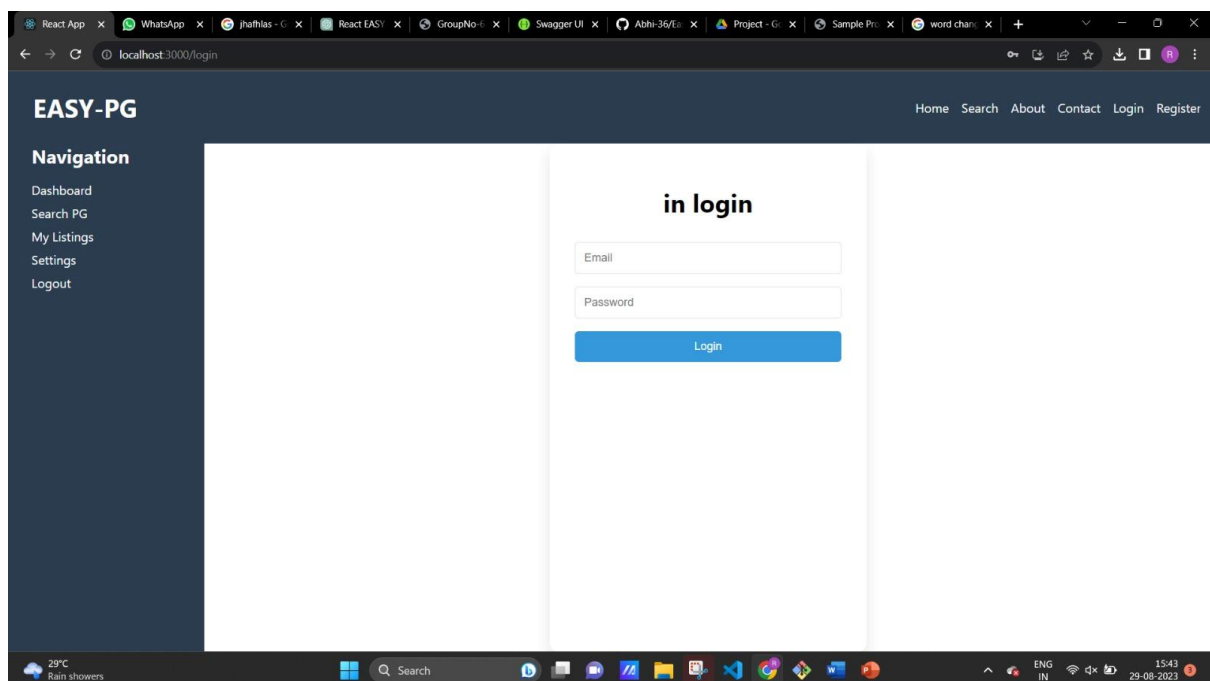 React App
WhatsApp
jhafhlas - G
React EASY
GroupNo-6
Swagger UI
Abhi-36/Ea
Project - Go
Sample Pro
word chang
localhost:3000/login
R
EASY-PG
Home Search About Contact Login Register
Navigation
Dashboard
Search PG
My Listings
Settings
Logout
in login
Email
Password
Login
29°C
Rain showers
Search
ENG
IN
15:43
29-08-2023
3